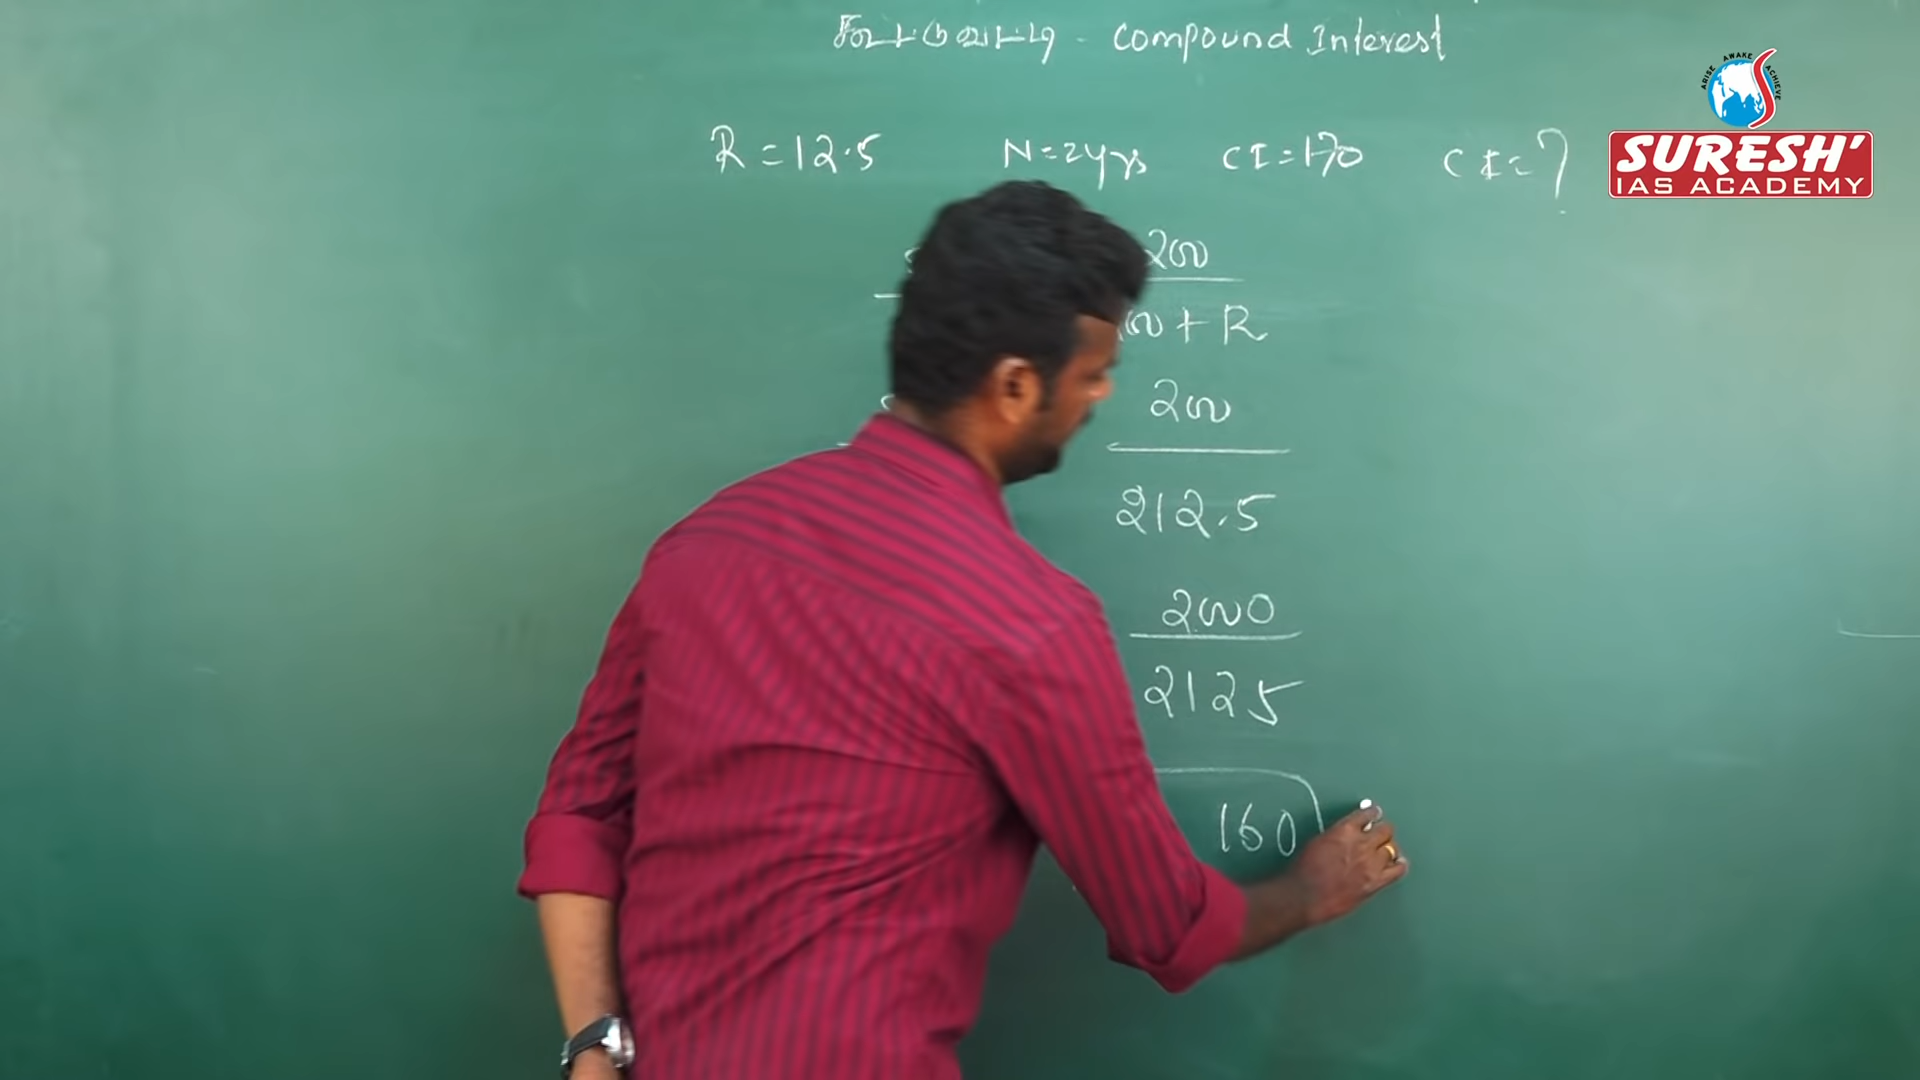 கூட்டுவட்டி - Compound Interest
R = 12.5 N = 2yrs CI = 170 CI = ?
200
00 + R
200
212.5
2000
2125
160
ARISE AWAKE ACHIEVE
SURESH'
IAS ACADEMY